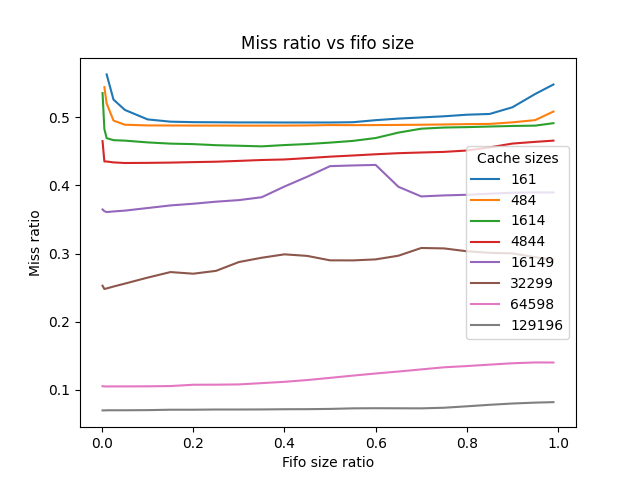 Miss ratio vs fifo size
0.5
0.4
0.3
0.2
0.1
Miss ratio
Cache sizes
161
484
1614
4844
16149
32299
64598
129196
0.0 0.2 0.4 0.6 0.8 1.0
Fifo size ratio